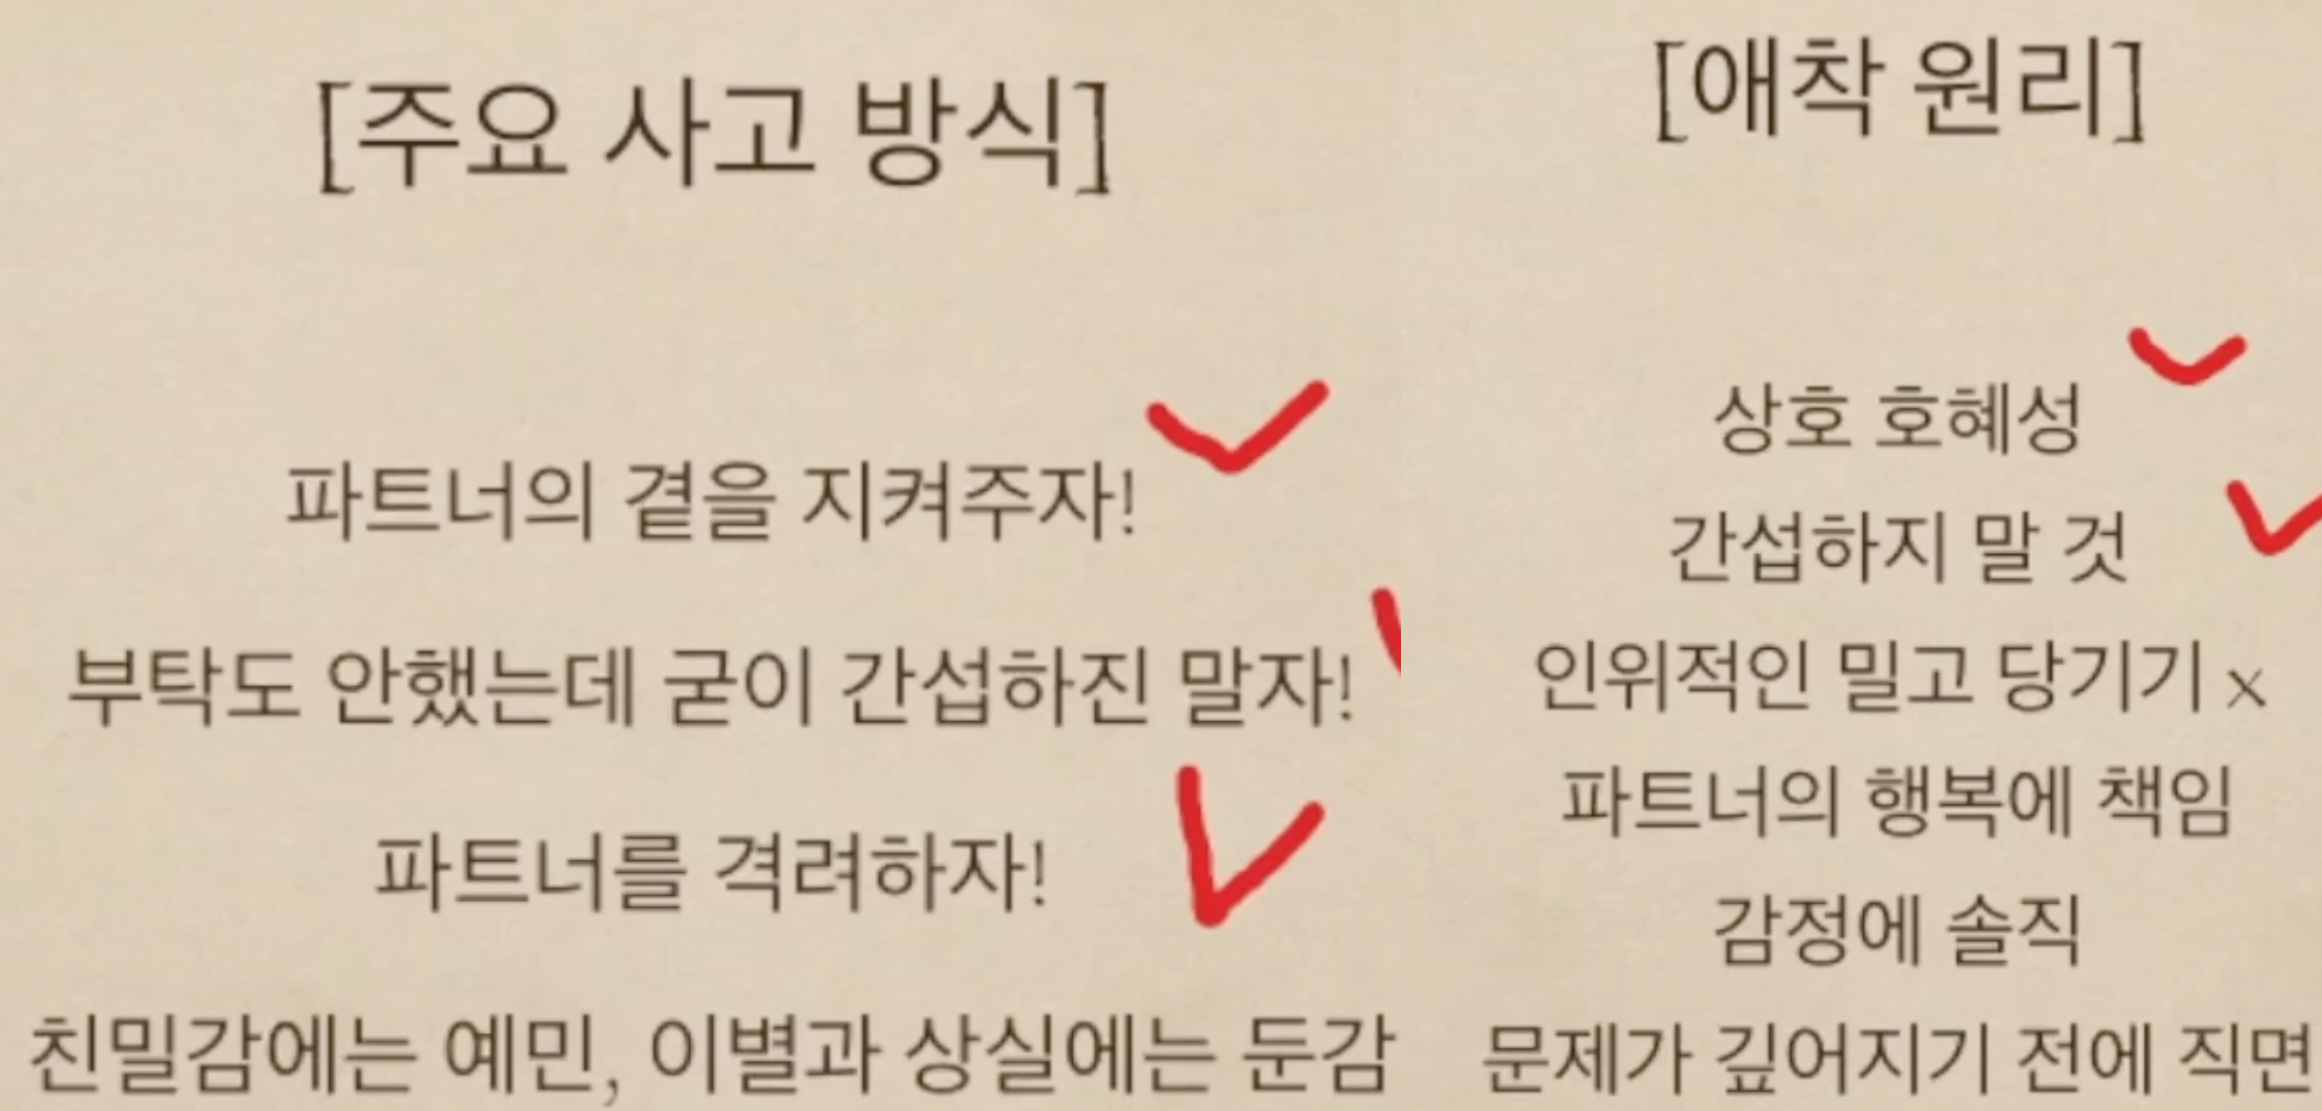 [주요 사고 방식]
파트너의 곁을 지켜주자!
부탁도 안했는데 굳이 간섭하진 말자!
파트너를 격려하자!
친밀감에는 예민, 이별과 상실에는 둔감
[애착 원리]
상호 호혜성
간섭하지 말 것
인위적인 밀고 당기기 x
파트너의 행복에 책임
감정에 솔직
문제가 깊어지기 전에 직면